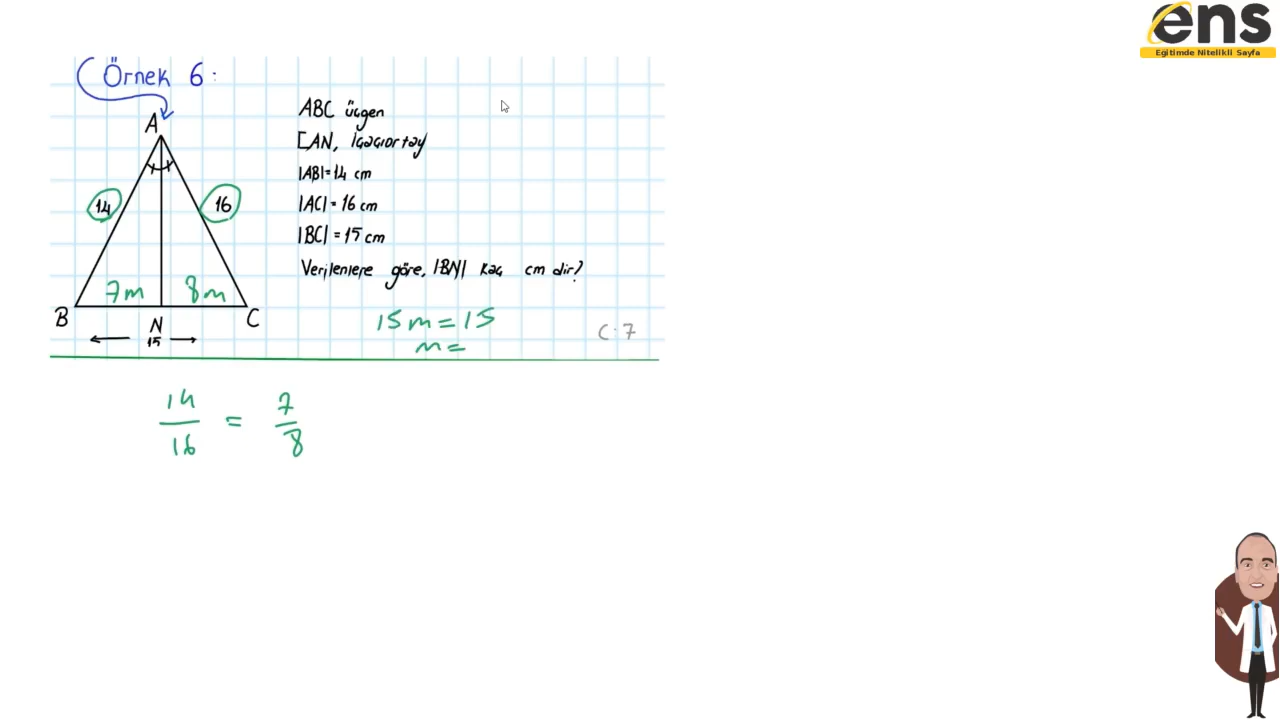 ens
Eğitimde Nitelikli Sayfa
Örnek 6:
A
14
16
7m
8m
B
N
C
15
ABC üçgen
[AN, İçaçıortay
|AB|=14 cm
|AC|=16 cm
|BC|=15 cm
Verilenlere göre, |BN| kaç cm dir?
15m=15
m=
C:7
14/16 = 7/8